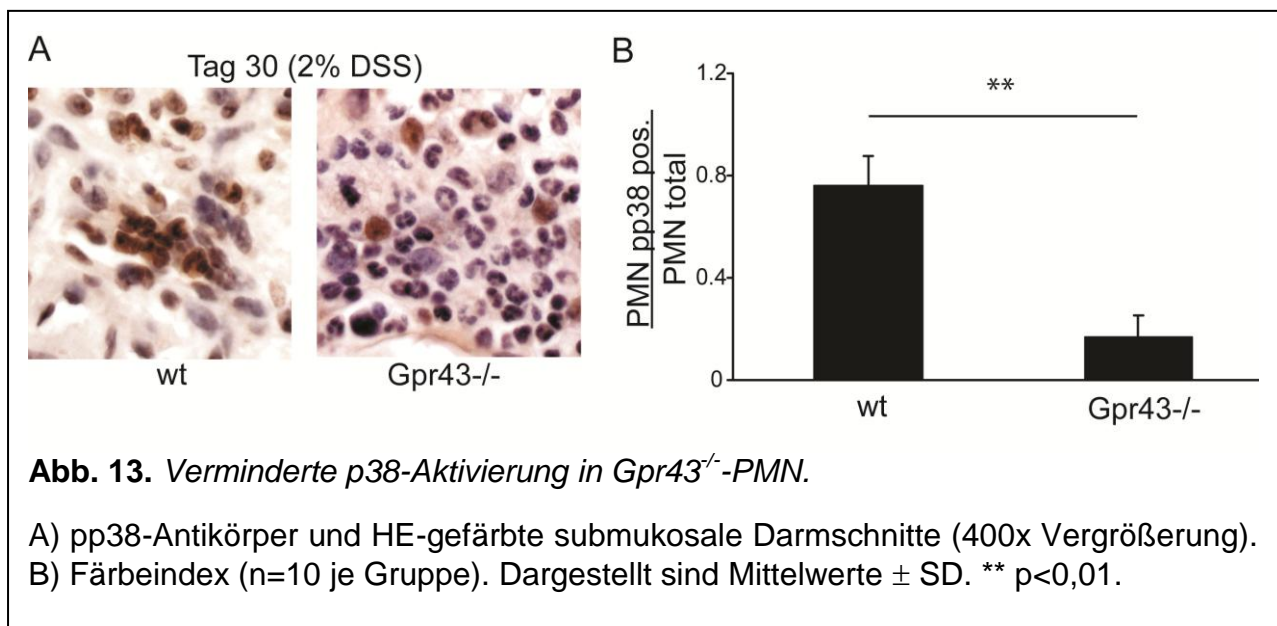 A
Tag 30 (2% DSS)
wt
Gpr43-/-
B
PMN pp38 pos.
PMN total
1.2
0.8
0.4
0
**
wt
Gpr43-/-
Abb. 13. Verminderte p38-Aktivierung in Gpr43-/--PMN.
A) pp38-Antikörper und HE-gefärbte submukosale Darmschnitte (400x Vergrößerung).
B) Färbeindex (n=10 je Gruppe). Dargestellt sind Mittelwerte ± SD. ** p<0,01.